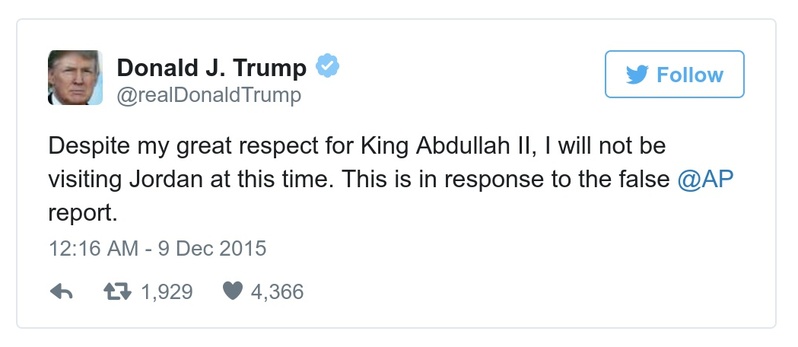 Donald J. Trump
@realDonaldTrump
Follow
Despite my great respect for King Abdullah II, I will not be
visiting Jordan at this time. This is in response to the false @AP
report.
12:16 AM - 9 Dec 2015
1,929 4,366